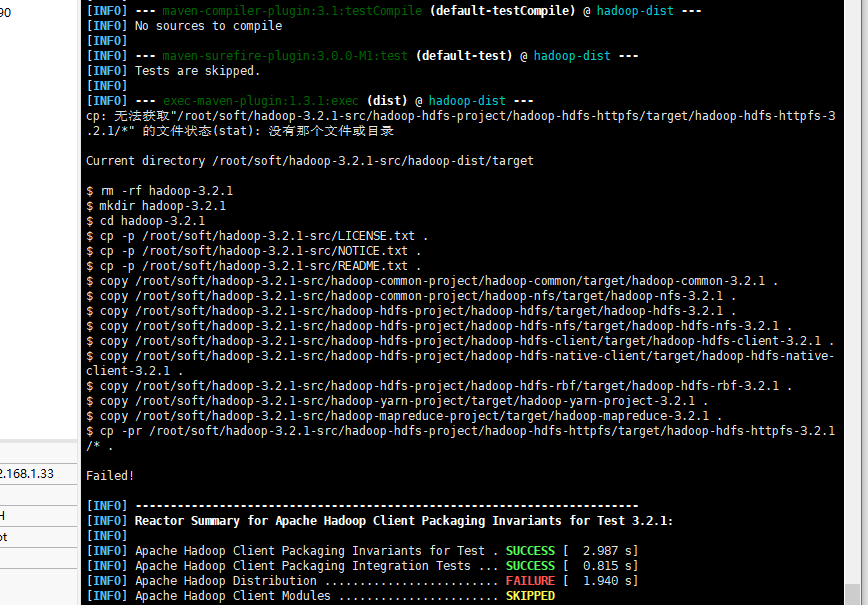 90
[INFO] --- maven-compiler-plugin:3.1:testCompile (default-testCompile) @ hadoop-dist ---
[INFO] No sources to compile
[INFO]
[INFO] --- maven-surefire-plugin:3.0.0-M1:test (default-test) @ hadoop-dist ---
[INFO] Tests are skipped.
[INFO]
[INFO] --- exec-maven-plugin:1.3.1:exec (dist) @ hadoop-dist ---
cp: 无法获取"/root/soft/hadoop-3.2.1-src/hadoop-hdfs-project/hadoop-hdfs-httpfs/target/hadoop-hdfs-httpfs-3
.2.1/*" 的文件状态(stat): 没有那个文件或目录
Current directory /root/soft/hadoop-3.2.1-src/hadoop-dist/target
$ rm -rf hadoop-3.2.1
$ mkdir hadoop-3.2.1
$ cd hadoop-3.2.1
$ cp -p /root/soft/hadoop-3.2.1-src/LICENSE.txt .
$ cp -p /root/soft/hadoop-3.2.1-src/NOTICE.txt .
$ cp -p /root/soft/hadoop-3.2.1-src/README.txt .
$ copy /root/soft/hadoop-3.2.1-src/hadoop-common-project/hadoop-common/target/hadoop-common-3.2.1 .
$ copy /root/soft/hadoop-3.2.1-src/hadoop-common-project/hadoop-nfs/target/hadoop-nfs-3.2.1 .
$ copy /root/soft/hadoop-3.2.1-src/hadoop-hdfs-project/hadoop-hdfs/target/hadoop-hdfs-3.2.1 .
$ copy /root/soft/hadoop-3.2.1-src/hadoop-hdfs-project/hadoop-hdfs-nfs/target/hadoop-hdfs-nfs-3.2.1 .
$ copy /root/soft/hadoop-3.2.1-src/hadoop-hdfs-project/hadoop-hdfs-client/target/hadoop-hdfs-client-3.2.1 .
$ copy /root/soft/hadoop-3.2.1-src/hadoop-hdfs-project/hadoop-hdfs-native-client/target/hadoop-hdfs-native-
client-3.2.1 .
$ copy /root/soft/hadoop-3.2.1-src/hadoop-hdfs-project/hadoop-hdfs-rbf/target/hadoop-hdfs-rbf-3.2.1 .
$ copy /root/soft/hadoop-3.2.1-src/hadoop-yarn-project/target/hadoop-yarn-project-3.2.1 .
$ copy /root/soft/hadoop-3.2.1-src/hadoop-mapreduce-project/target/hadoop-mapreduce-3.2.1 .
$ cp -pr /root/soft/hadoop-3.2.1-src/hadoop-hdfs-project/hadoop-hdfs-httpfs/target/hadoop-hdfs-httpfs-3.2.1
/* .
Failed!
2.168.1.33
[INFO] ------------------------------------------------------------------------
H
[INFO] Reactor Summary for Apache Hadoop Client Packaging Invariants for Test 3.2.1:
[INFO]
ot
[INFO] Apache Hadoop Client Packaging Invariants for Test . SUCCESS [  2.987 s]
[INFO] Apache Hadoop Client Packaging Integration Tests ... SUCCESS [  0.815 s]
[INFO] Apache Hadoop Distribution ......................... FAILURE [  1.940 s]
[INFO] Apache Hadoop Client Modules ....................... SKIPPED